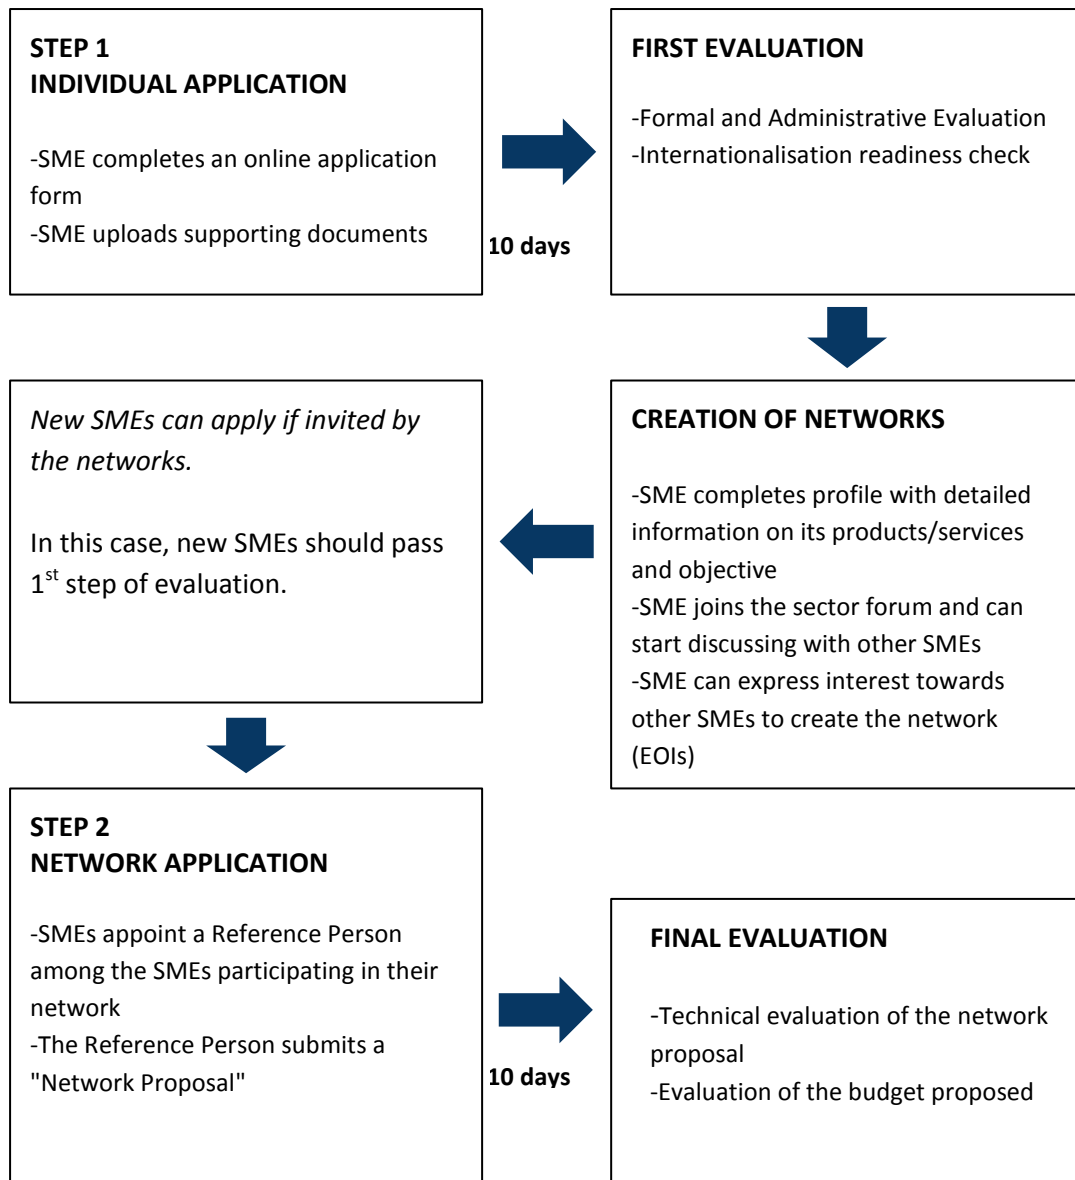 STEP 1
INDIVIDUAL APPLICATION
-SME completes an online application
form
-SME uploads supporting documents
10 days
FIRST EVALUATION
-Formal and Administrative Evaluation
-Internationalisation readiness check
CREATION OF NETWORKS
-SME completes profile with detailed
information on its products/services
and objective
-SME joins the sector forum and can
start discussing with other SMEs
-SME can express interest towards
other SMEs to create the network
(EOIs)
New SMEs can apply if invited by
the networks.
In this case, new SMEs should pass
1st step of evaluation.
STEP 2
NETWORK APPLICATION
-SMEs appoint a Reference Person
among the SMEs participating in their
network
-The Reference Person submits a
"Network Proposal"
10 days
FINAL EVALUATION
-Technical evaluation of the network
proposal
-Evaluation of the budget proposed